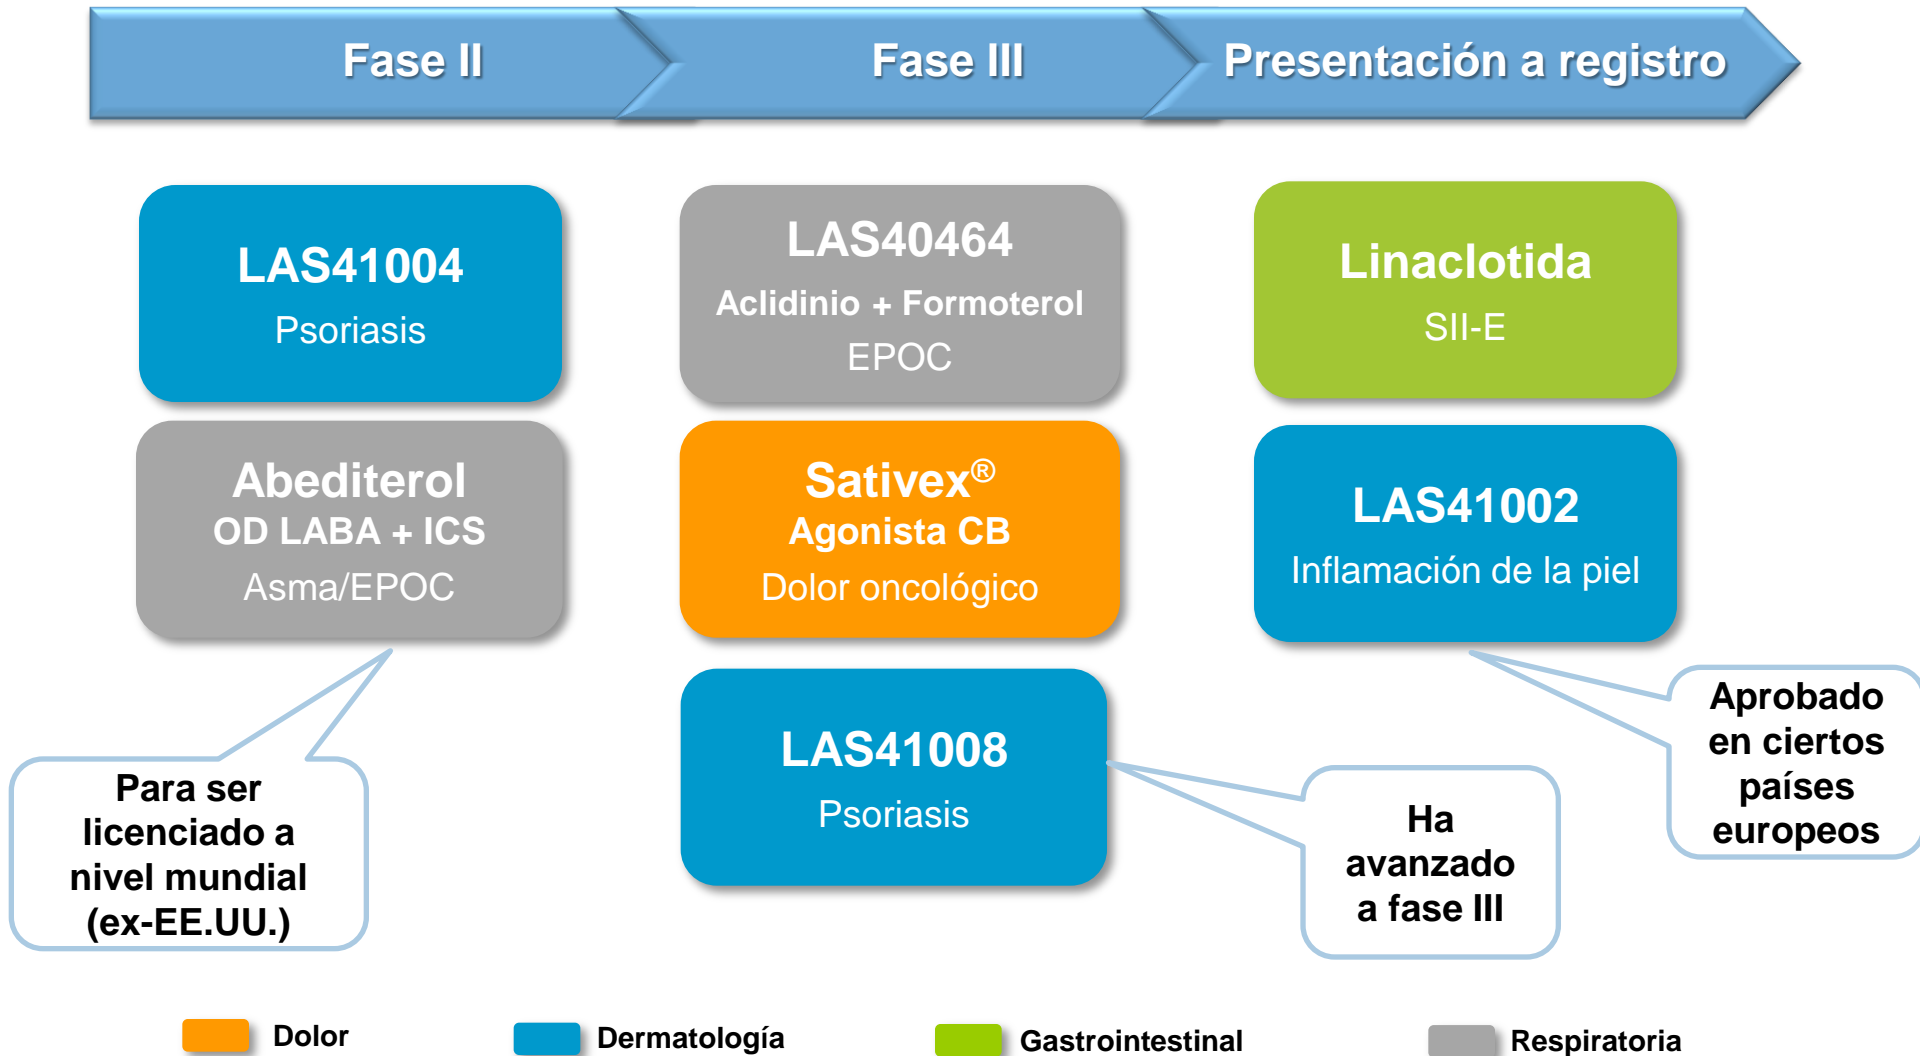 Fase II
Fase III
Presentación a registro
LAS41004
Psoriasis
Abediterol
OD LABA + ICS
Asma/EPOC
Para ser
licenciado a
nivel mundial
(ex-EE.UU.)
LAS40464
Aclidinio + Formoterol
EPOC
Sativex®
Agonista CB
Dolor oncológico
LAS41008
Psoriasis
Ha
avanzado
a fase III
Linaclotida
SII-E
LAS41002
Inflamación de la piel
Aprobado
en ciertos
países
europeos
Dolor
Dermatología
Gastrointestinal
Respiratoria